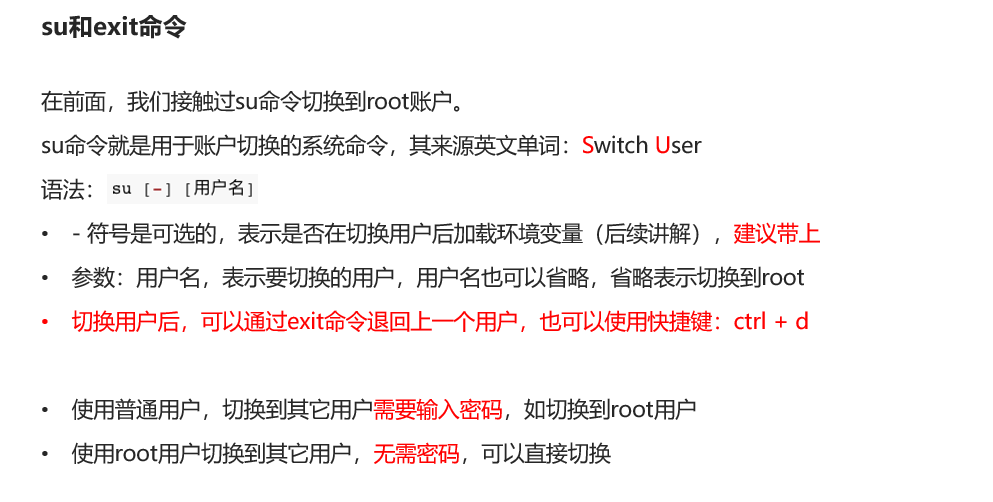 su和exit命令
在前面，我们接触过su命令切换到root账户。
su命令就是用于账户切换的系统命令，其来源英文单词：Switch User
语法：su [-] [用户名]
• - 符号是可选的，表示是否在切换用户后加载环境变量（后续讲解），建议带上
• 参数：用户名，表示要切换的用户，用户名也可以省略，省略表示切换到root
• 切换用户后，可以通过exit命令退回上一个用户，也可以使用快捷键：ctrl + d
• 使用普通用户，切换到其它用户需要输入密码，如切换到root用户
• 使用root用户切换到其它用户，无需密码，可以直接切换